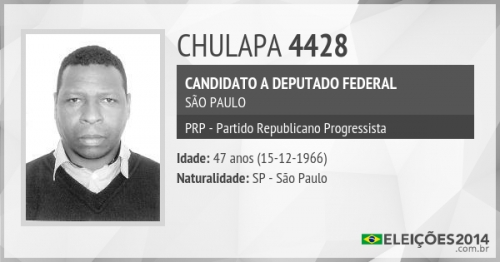 CHULAPA 4428
CANDIDATO A DEPUTADO FEDERAL
SÃO PAULO
PRP - Partido Republicano Progressista
Idade: 47 anos (15-12-1966)
Naturalidade: SP - São Paulo
ELEIÇÕES2014
.com.br